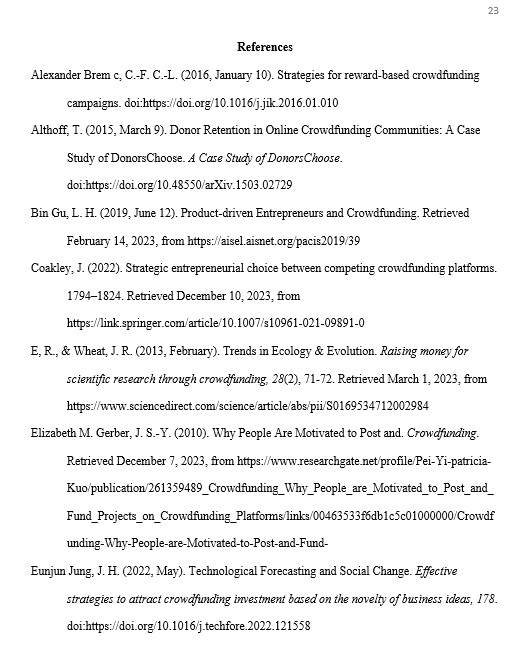 23
References
Alexander Brem c, C.-F. C.-L. (2016, January 10). Strategies for reward-based crowdfunding
campaigns. doi:https://doi.org/10.1016/j.jik.2016.01.010
Althoff, T. (2015, March 9). Donor Retention in Online Crowdfunding Communities: A Case
Study of DonorsChoose. A Case Study of DonorsChoose.
doi:https://doi.org/10.48550/arXiv.1503.02729
Bin Gu, L. H. (2019, June 12). Product-driven Entrepreneurs and Crowdfunding. Retrieved
February 14, 2023, from https://aisel.aisnet.org/pacis2019/39
Coakley, J. (2022). Strategic entrepreneurial choice between competing crowdfunding platforms.
1794–1824. Retrieved December 10, 2023, from
https://link.springer.com/article/10.1007/s10961-021-09891-0
E, R., & Wheat, J. R. (2013, February). Trends in Ecology & Evolution. Raising money for
scientific research through crowdfunding, 28(2), 71-72. Retrieved March 1, 2023, from
https://www.sciencedirect.com/science/article/abs/pii/S0169534712002984
Elizabeth M. Gerber, J. S.-Y. (2010). Why People Are Motivated to Post and. Crowdfunding.
Retrieved December 7, 2023, from https://www.researchgate.net/profile/Pei-Yi-patricia-
Kuo/publication/261359489_Crowdfunding_Why_People_are_Motivated_to_Post_and_
Fund_Projects_on_Crowdfunding_Platforms/links/00463533f6db1c5c01000000/Crowdf
unding-Why-People-are-Motivated-to-Post-and-Fund-
Eunjun Jung, J. H. (2022, May). Technological Forecasting and Social Change. Effective
strategies to attract crowdfunding investment based on the novelty of business ideas, 178.
doi:https://doi.org/10.1016/j.techfore.2022.121558